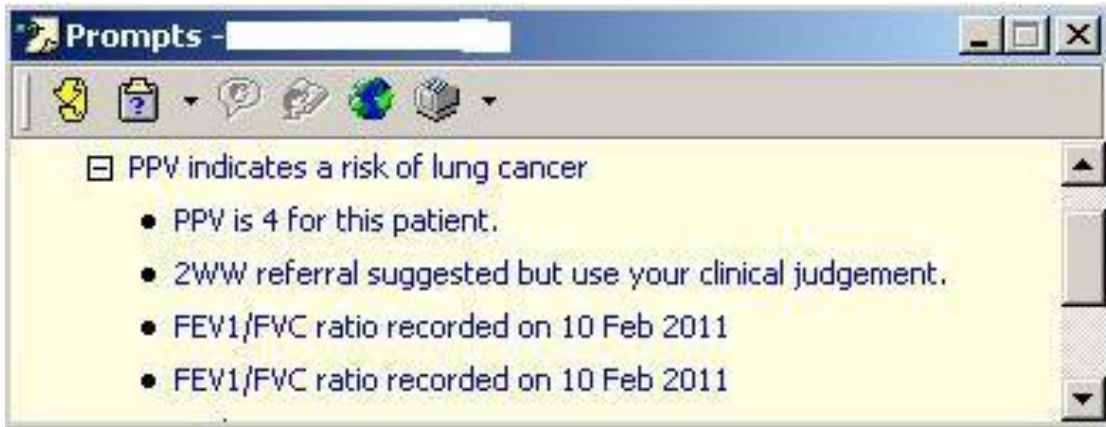 Prompts -
PPV indicates a risk of lung cancer
PPV is 4 for this patient.
2WW referral suggested but use your clinical judgement.
FEV1/FVC ratio recorded on 10 Feb 2011
FEV1/FVC ratio recorded on 10 Feb 2011